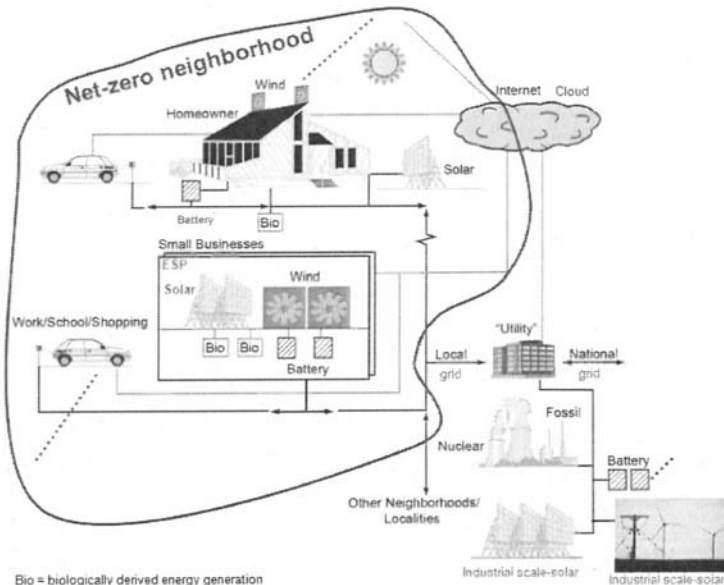 Net-zero neighborhood
Wind
Homeowner
Internet Cloud
Solar
Battery
Bio
Small Businesses
ESP
Solar
Wind
Work/School/Shopping
Bio
Bio
Battery
"Utility"
Local
grid
National
grid
Nuclear
Fossil
Battery
Other Neighborhoods/
Localities
Industrial scale-solar
Industrial scale-solar
Bio = biologically derived energy generation